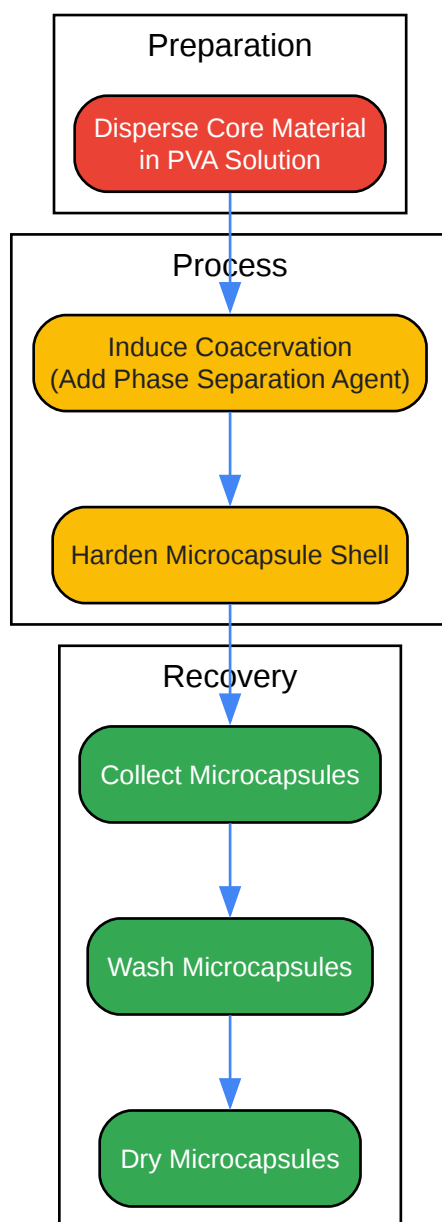 Preparation
Disperse Core Material
in PVA Solution
Process
Induce Coacervation
(Add Phase Separation Agent)
Harden Microcapsule Shell
Recovery
Collect Microcapsules
Wash Microcapsules
Dry Microcapsules